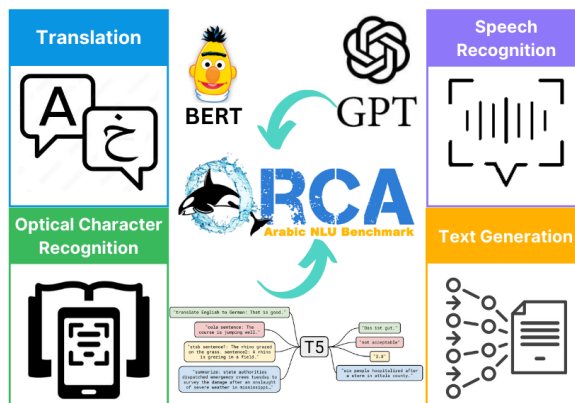 Translation
A
خ
BERT
GPT
Speech
Recognition
ORCA
Arabic NLU Benchmark
Optical Character
Recognition
Text Generation
"translate English to German: That is good."
"cola sentence: The
course is jumping well."
"stsb sentence1: The rhino grazed
on the grass. sentence2: A rhino
is grazing in a field."
"summarize: state authorities
dispatched emergency crews tuesday to
survey the damage after an onslaught
of severe weather in mississippi…"
T5
"Das ist gut."
"not acceptable"
"3.8"
"six people hospitalized after
a storm in attala county."